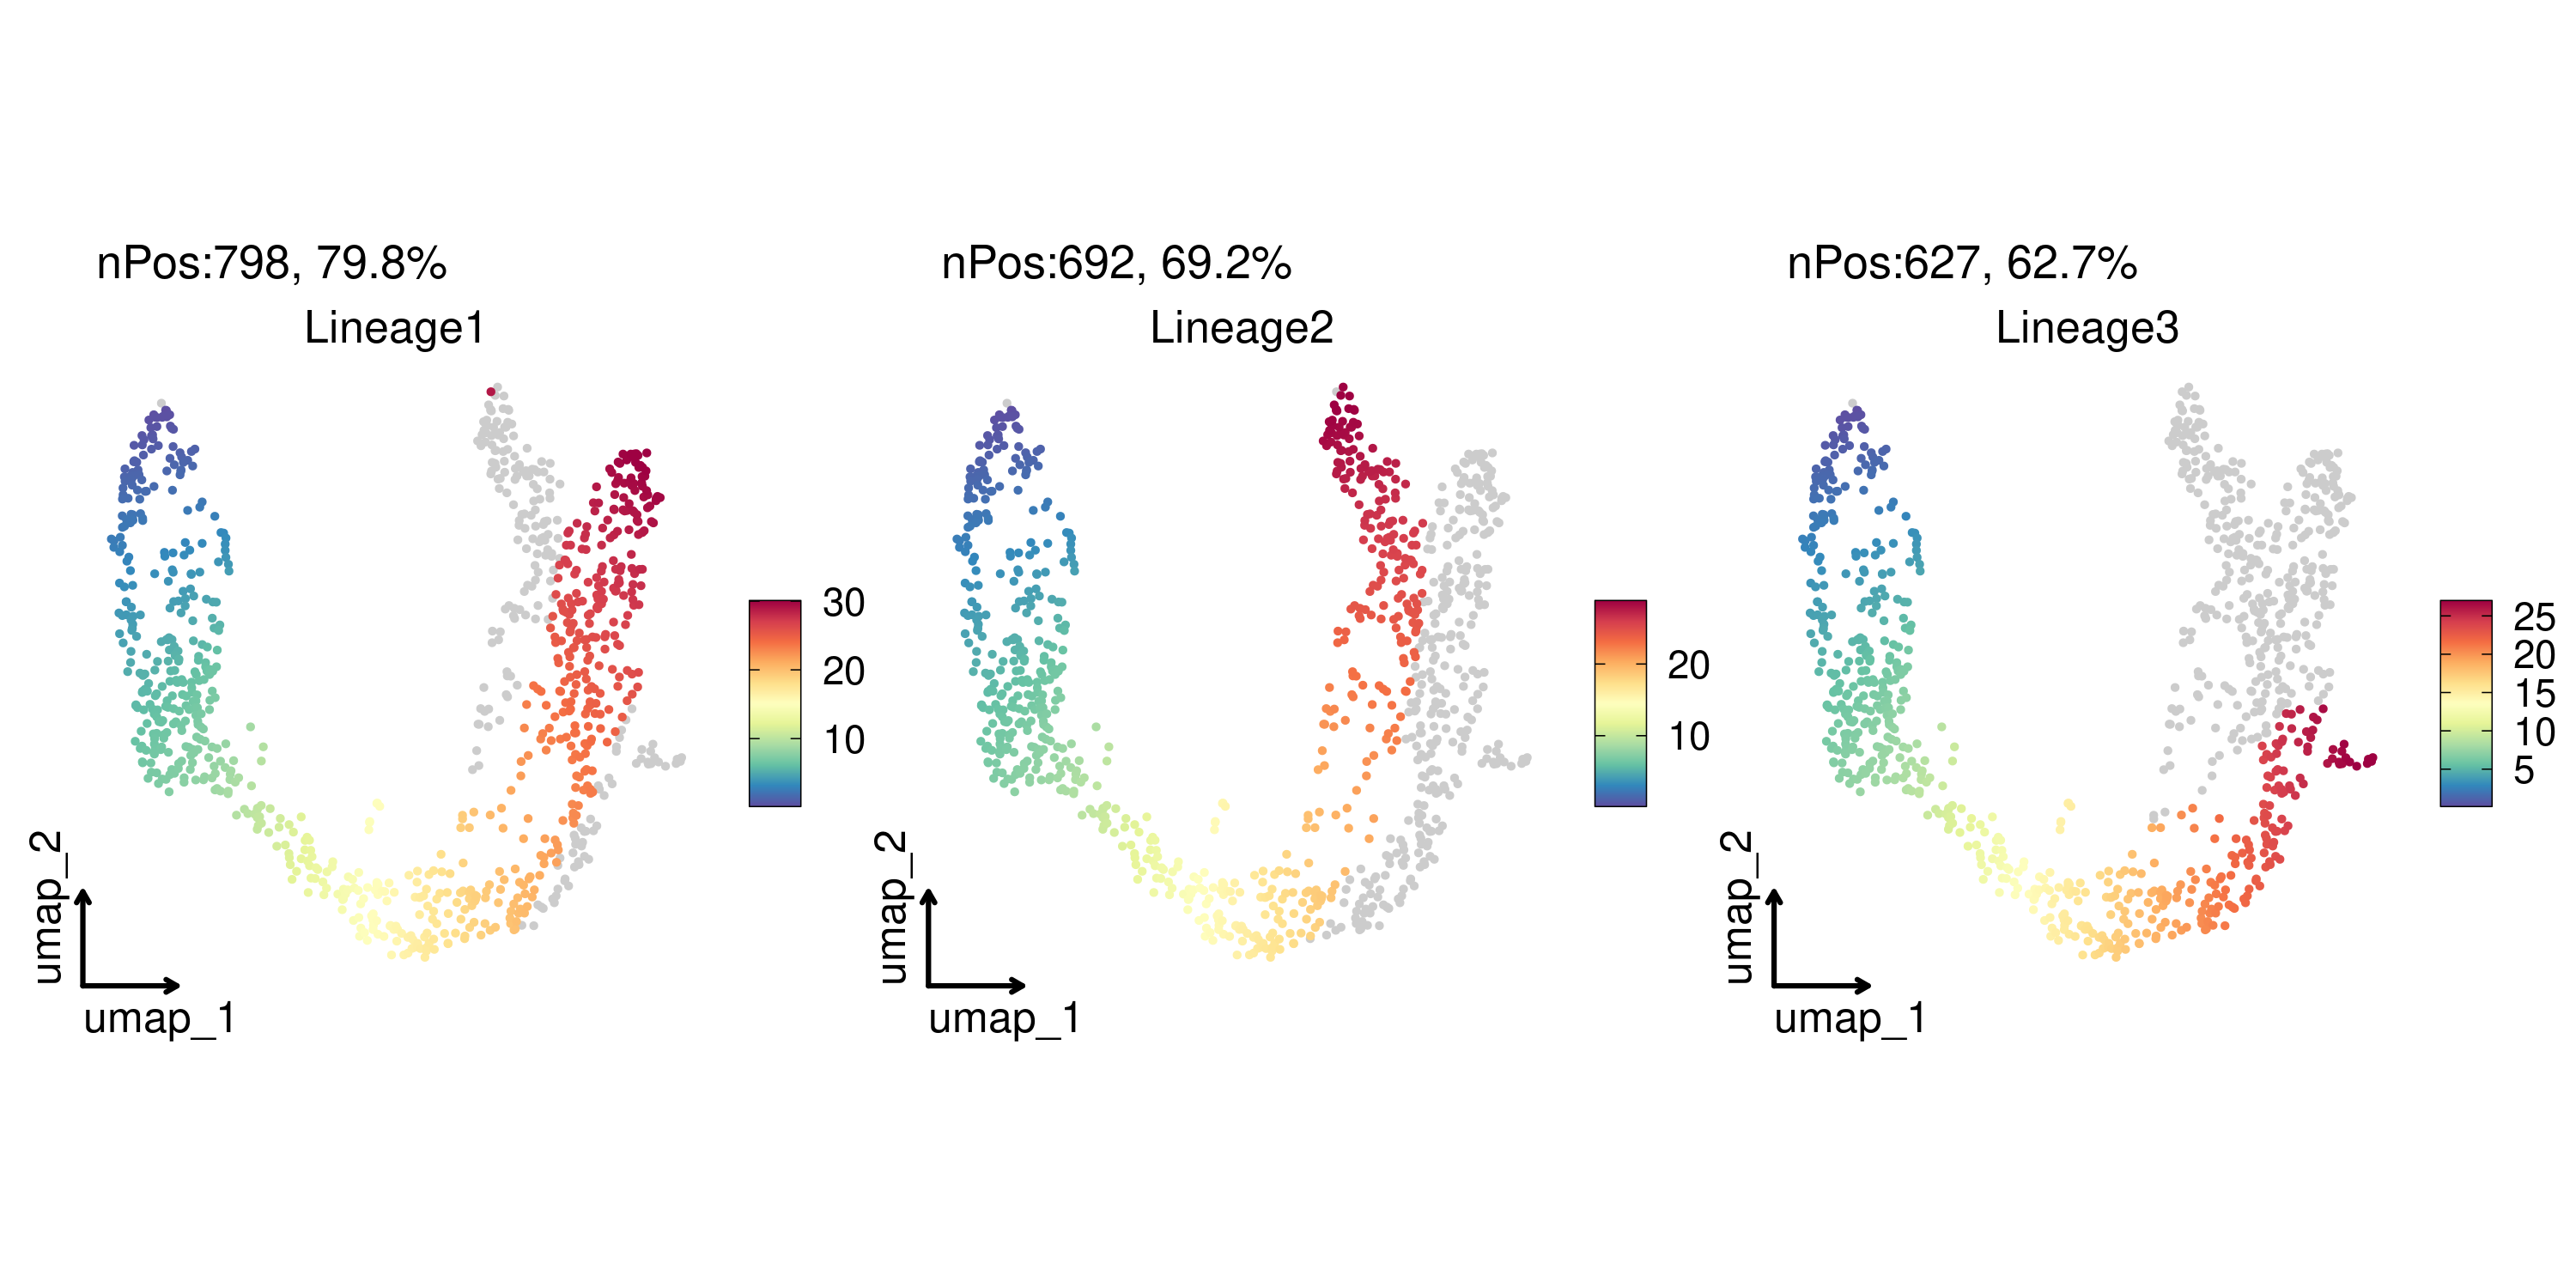 nPos:798, 79.8%
Lineage1
30
20
10
umap_2
umap_1
nPos:692, 69.2%
Lineage2
20
10
umap_2
umap_1
nPos:627, 62.7%
Lineage3
25
20
15
10
5
umap_2
umap_1